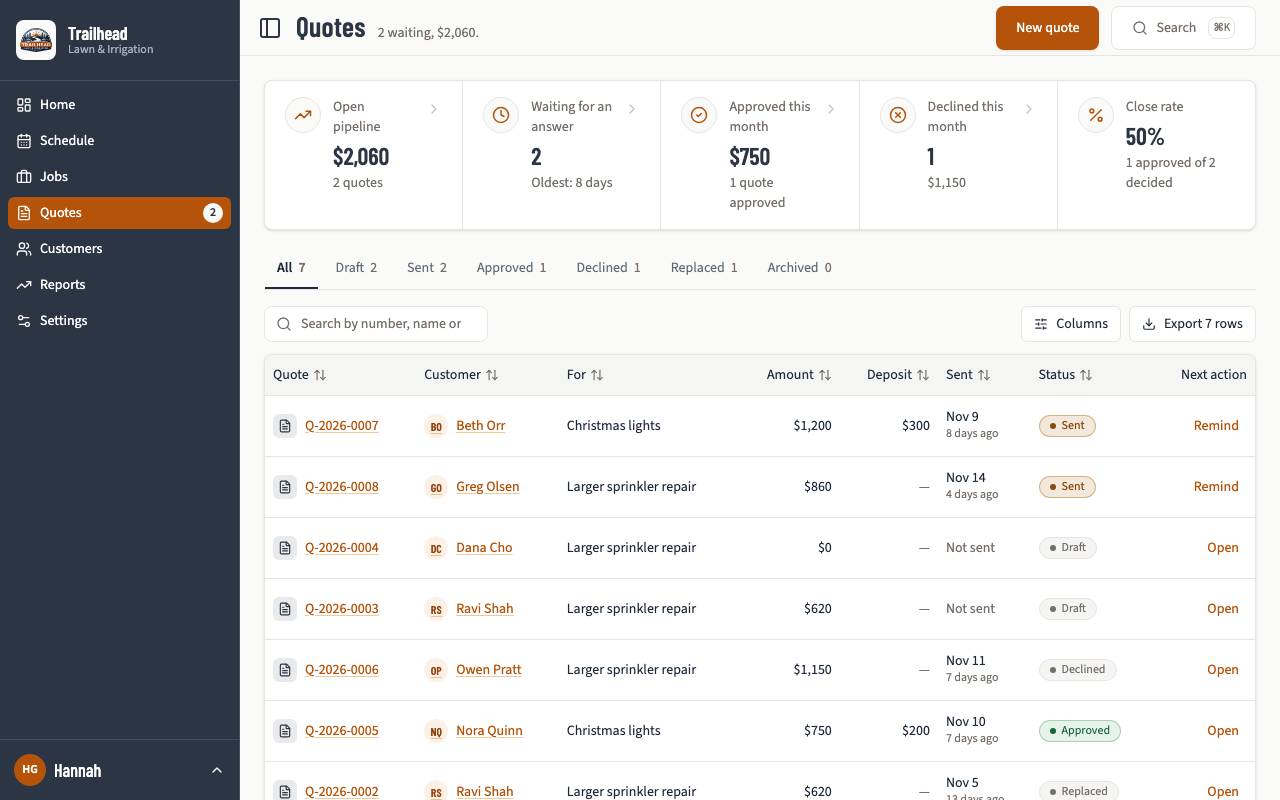 Trailhead
Lawn & Irrigation
Home
Schedule
Jobs
Quotes 2
Customers
Reports
Settings
HG Hannah
Quotes 2 waiting, $2,060.
New quote
Search ⌘K
Open pipeline
$2,060
2 quotes
Waiting for an answer
2
Oldest: 8 days
Approved this month
$750
1 quote approved
Declined this month
1
$1,150
Close rate
50%
1 approved of 2 decided
All 7 Draft 2 Sent 2 Approved 1 Declined 1 Replaced 1 Archived 0
Search by number, name or
Columns
Export 7 rows
Quote Customer For Amount Deposit Sent Status Next action
Q-2026-0007 BO Beth Orr Christmas lights $1,200 $300 Nov 9 8 days ago Sent Remind
Q-2026-0008 GO Greg Olsen Larger sprinkler repair $860 — Nov 14 4 days ago Sent Remind
Q-2026-0004 DC Dana Cho Larger sprinkler repair $0 — Not sent Draft Open
Q-2026-0003 RS Ravi Shah Larger sprinkler repair $620 — Not sent Draft Open
Q-2026-0006 OP Owen Pratt Larger sprinkler repair $1,150 — Nov 11 7 days ago Declined Open
Q-2026-0005 NQ Nora Quinn Christmas lights $750 $200 Nov 10 7 days ago Approved Open
Q-2026-0002 RS Ravi Shah Larger sprinkler repair $620 — Nov 5 13 days ago Replaced Open